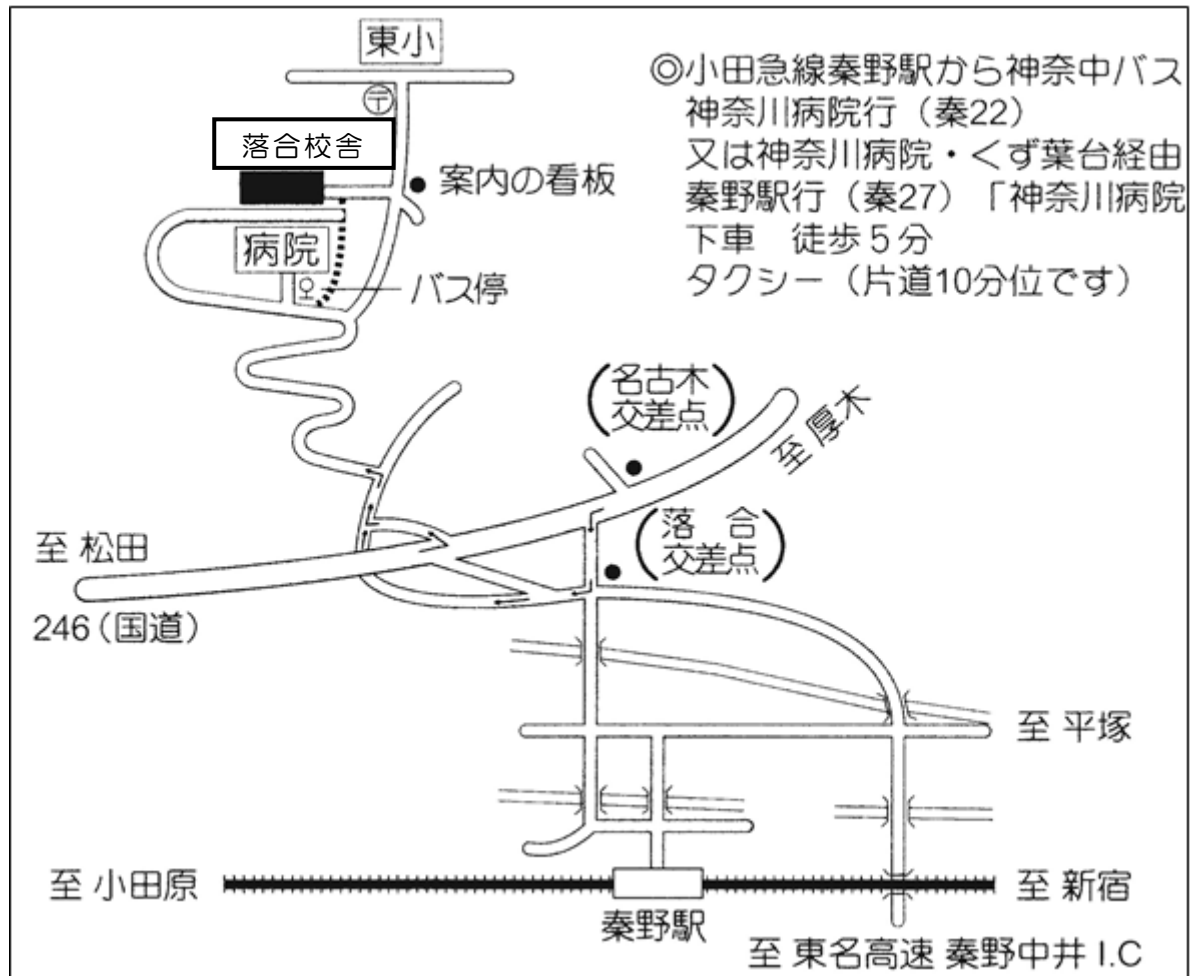 東小
◎小田急線秦野駅から神奈中バス
神奈川病院行（秦22）
又は神奈川病院・くず葉台経由
秦野駅行（秦27）「神奈川病院
下車　徒歩5分
タクシー（片道10分位です）
〒
落合校舎
案内の看板
病院
バス停
（名古木
交差点）
至 厚木
（落　合
交差点）
至 松田
246（国道）
至 平塚
至 小田原
至 新宿
秦野駅
至 東名高速 秦野中井 I.C